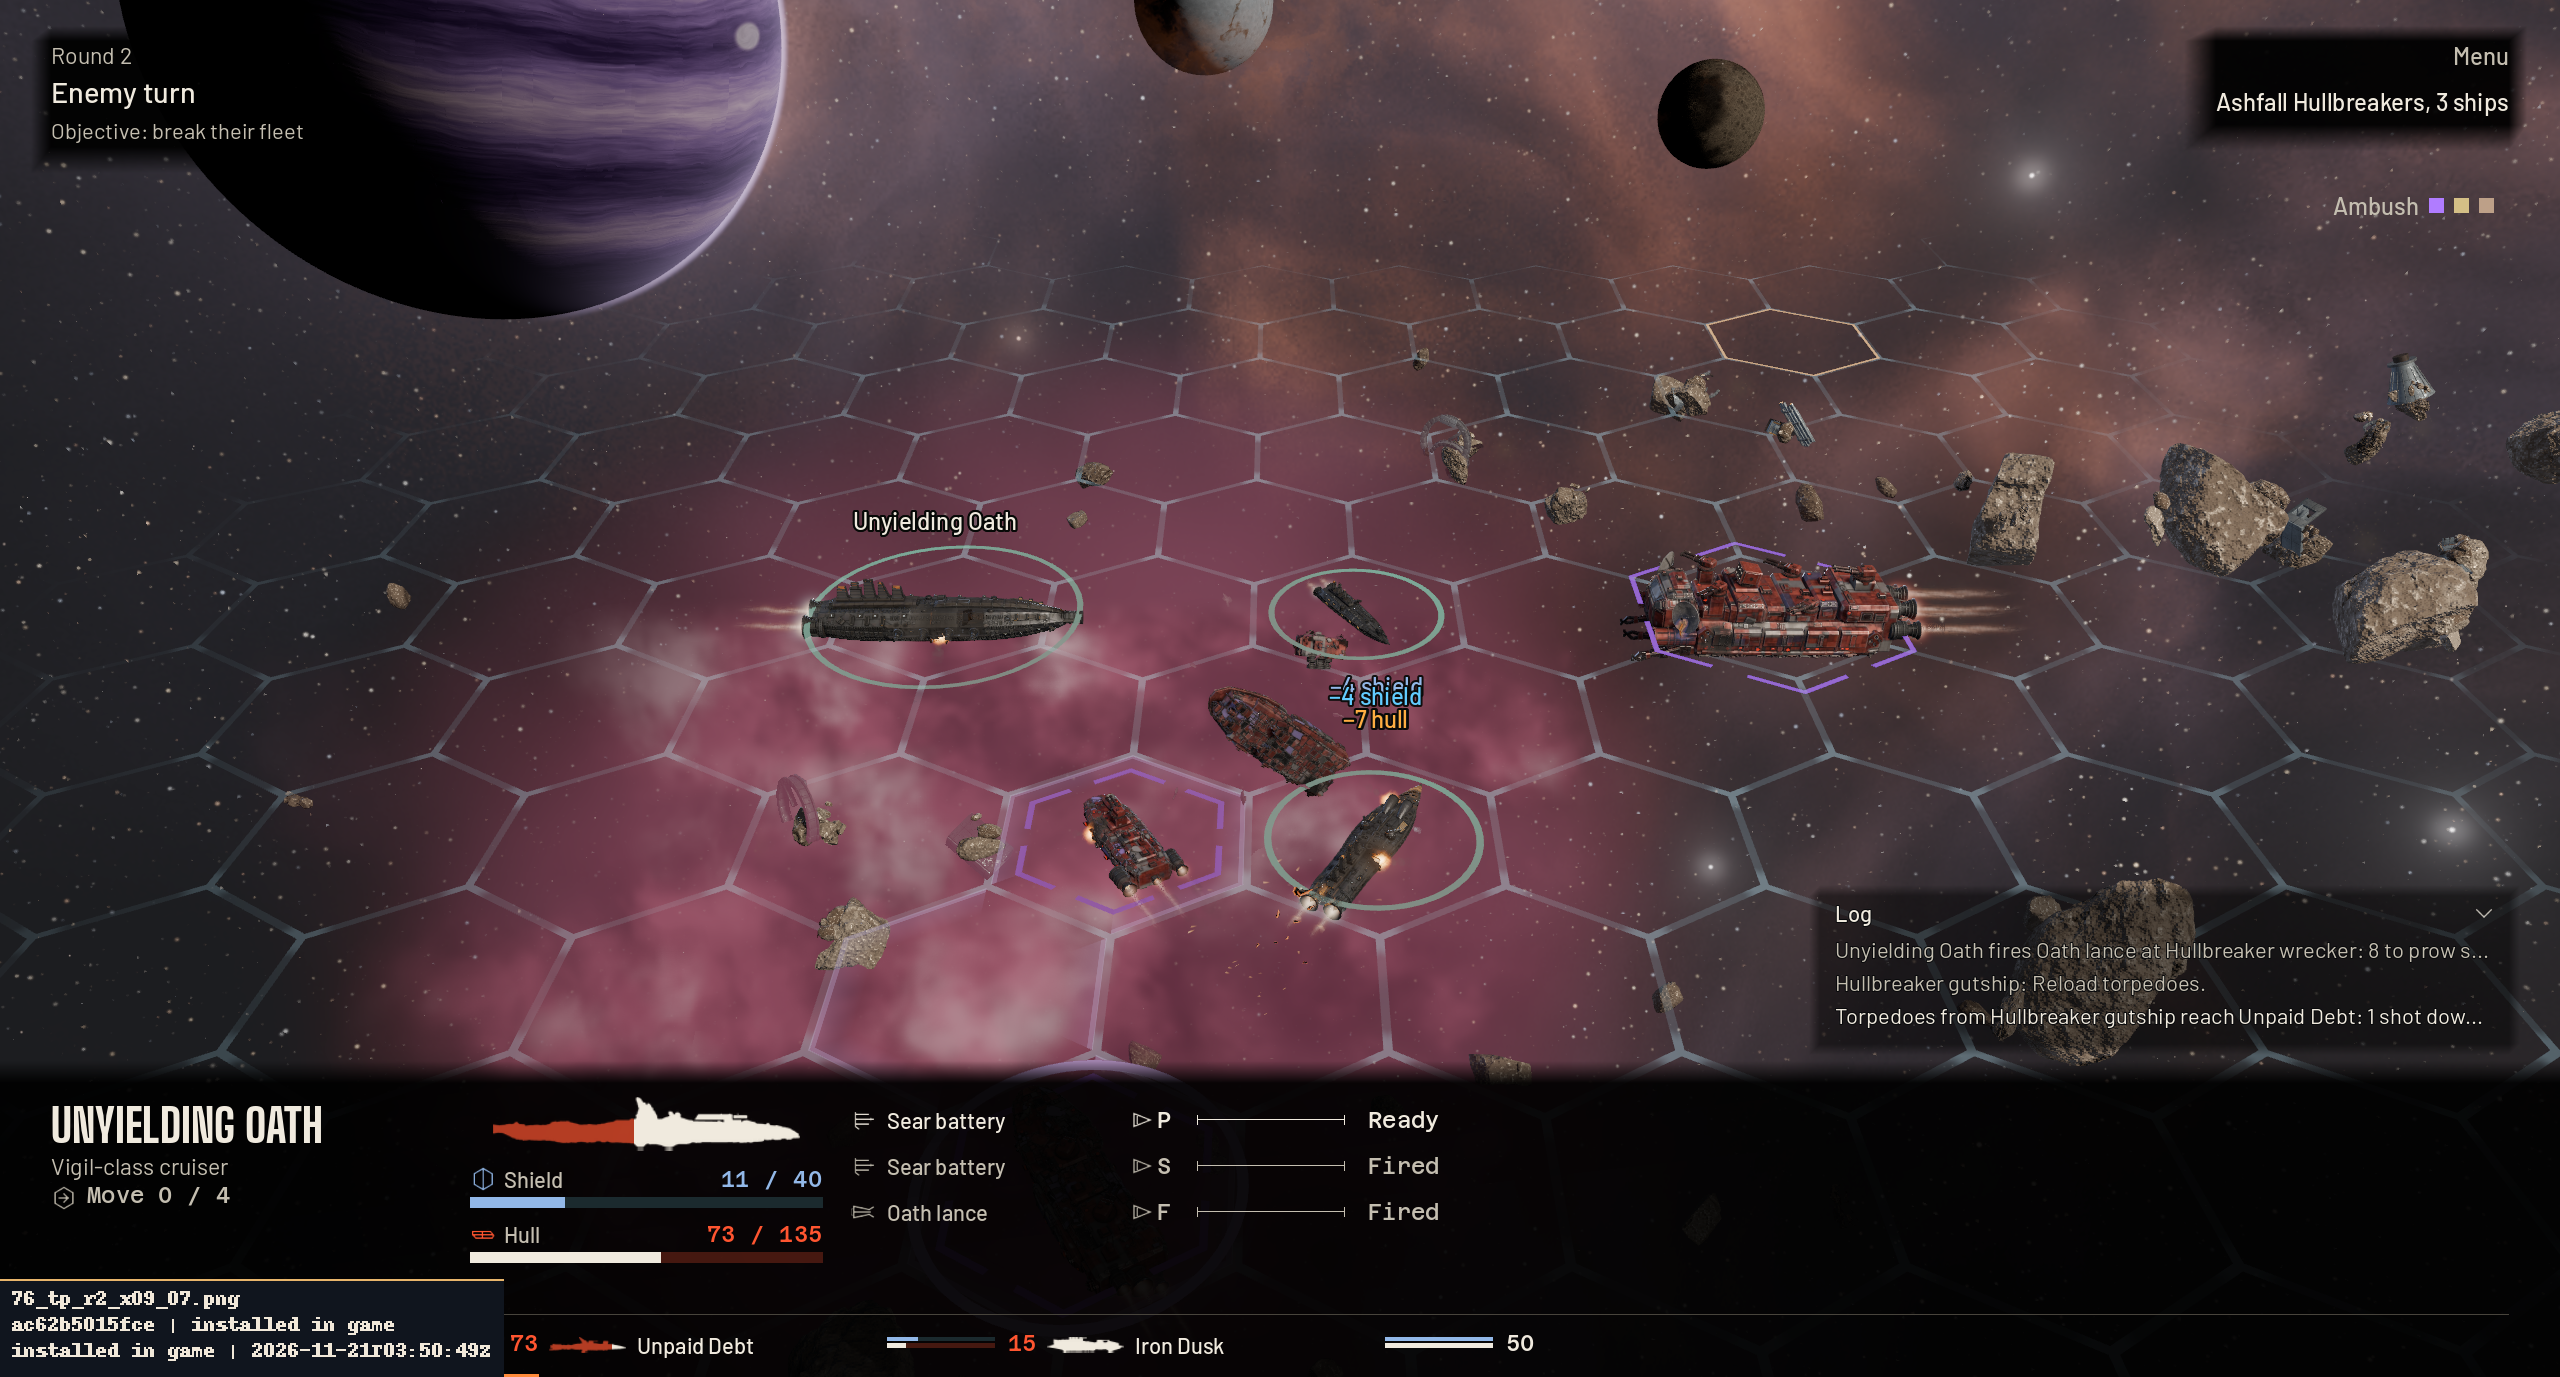 Round 2
Enemy turn
Objective: break their fleet
Menu
Ashfall Hullbreakers, 3 ships
Ambush
Unyielding Oath
−4 shield
−4 shield
−7 hull
Log
Unyielding Oath fires Oath lance at Hullbreaker wrecker: 8 to prow s...
Hullbreaker gutship: Reload torpedoes.
Torpedoes from Hullbreaker gutship reach Unpaid Debt: 1 shot dow...
UNYIELDING OATH
Vigil-class cruiser
Move 0 / 4
Shield 11 / 40
Hull 73 / 135
Sear battery P Ready
Sear battery S Fired
Oath lance F Fired
76_tp_r2_x09_07.png
ac62b5015fce | installed in game
installed in game | 2026-11-21T03:50:49Z
73 Unpaid Debt 15 Iron Dusk 50